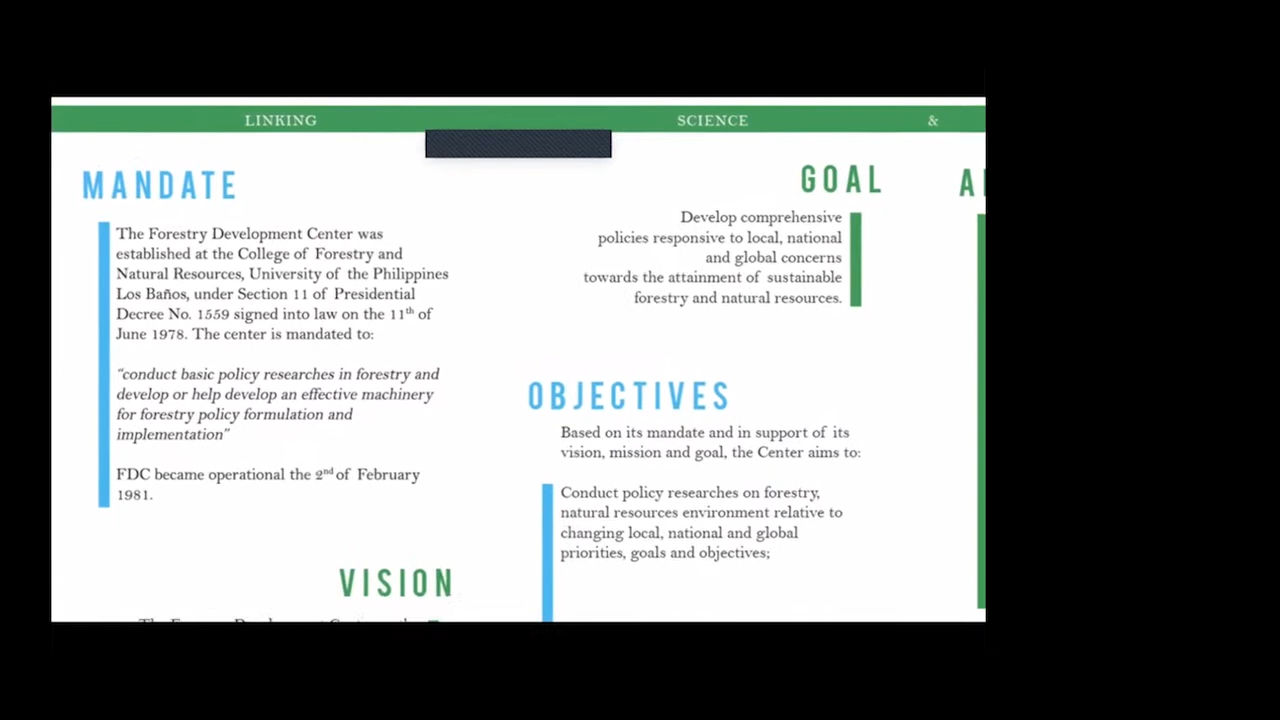 LINKING SCIENCE &
MANDATE
The Forestry Development Center was
established at the College of Forestry and
Natural Resources, University of the Philippines
Los Baños, under Section 11 of Presidential
Decree No. 1559 signed into law on the 11th of
June 1978. The center is mandated to:
“conduct basic policy researches in forestry and
develop or help develop an effective machinery
for forestry policy formulation and
implementation”
FDC became operational the 2nd of February
1981.
VISION
GOAL
Develop comprehensive
policies responsive to local, national
and global concerns
towards the attainment of sustainable
forestry and natural resources.
OBJECTIVES
Based on its mandate and in support of its
vision, mission and goal, the Center aims to:
Conduct policy researches on forestry,
natural resources environment relative to
changing local, national and global
priorities, goals and objectives;